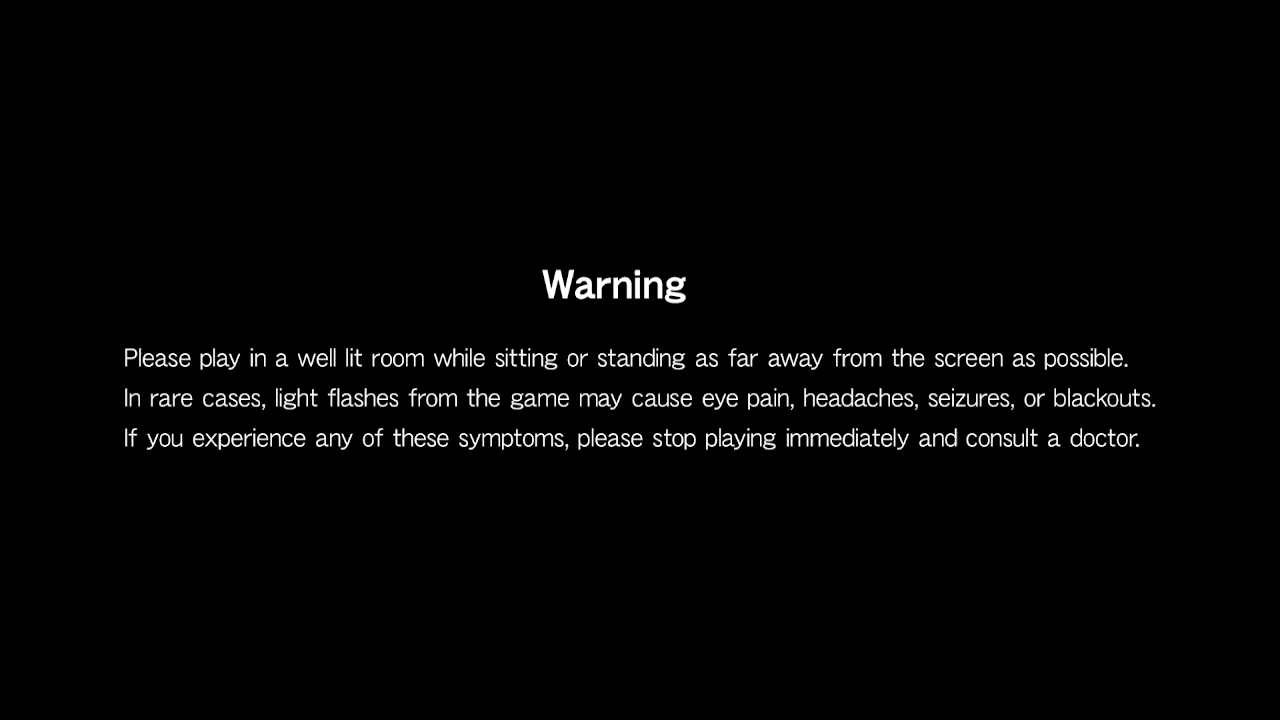 Warning
Please play in a well lit room while sitting or standing as far away from the screen as possible.
In rare cases, light flashes from the game may cause eye pain, headaches, seizures, or blackouts.
If you experience any of these symptoms, please stop playing immediately and consult a doctor.